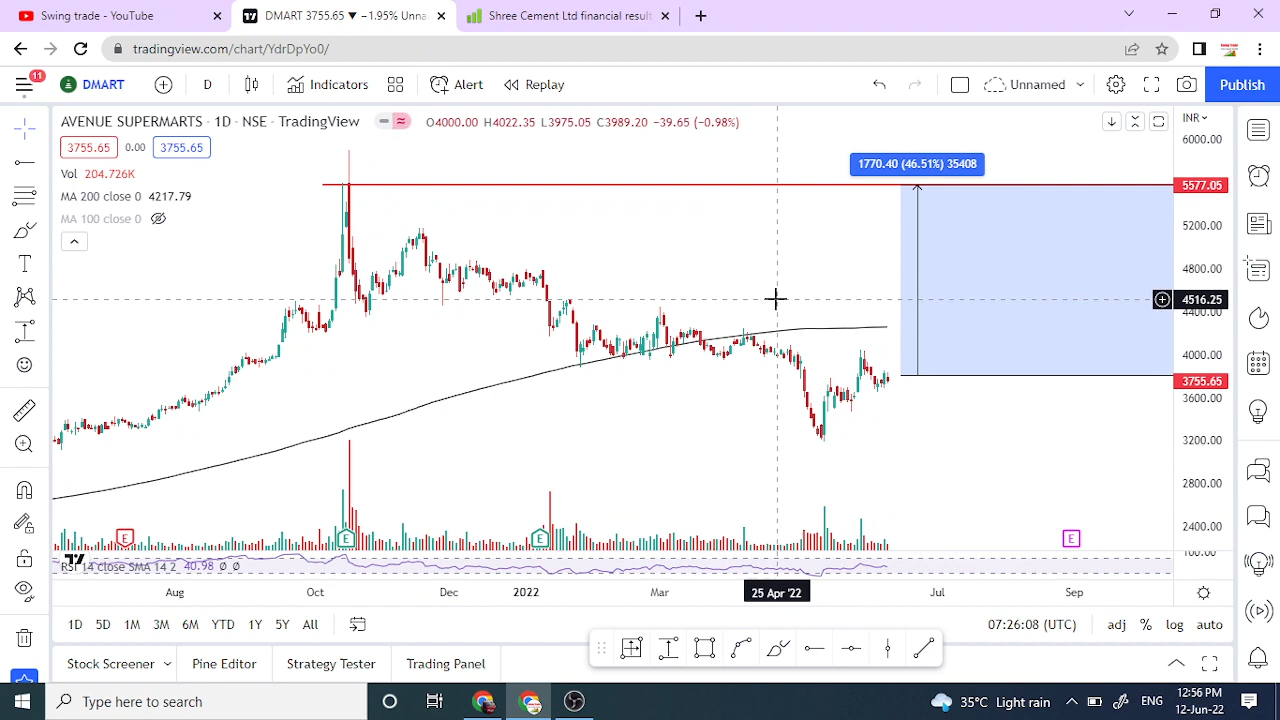 Swing trade - YouTube
DMART 3755.65 ▼ −1.95% Unna
Shree Cement Ltd financial result
tradingview.com/chart/YdrDpYo0/
11
DMART
D
Indicators
Alert
Replay
Unnamed
Publish
AVENUE SUPERMARTS · 1D · NSE · TradingView
O4000.00 H4022.35 L3975.05 C3989.20 −39.65 (−0.98%)
INR
3755.65 0.00 3755.65
Vol 204.726K
MA 200 close 0 4217.79
MA 100 close 0
1770.40 (46.51%) 35408
6000.00
5577.05
5200.00
4800.00
4516.25
4400.00
4000.00
3755.65
3600.00
3200.00
2800.00
2400.00
100.00
E
E
E
E
RSI 14 close SMA 14 2 40.98 Ø Ø
Aug
Oct
Dec
2022
Mar
25 Apr '22
Jul
Sep
1D 5D 1M 3M 6M YTD 1Y 5Y All
07:26:08 (UTC)
adj % log auto
Stock Screener
Pine Editor
Strategy Tester
Trading Panel
Type here to search
35°C Light rain
ENG
12:56 PM
12-Jun-22